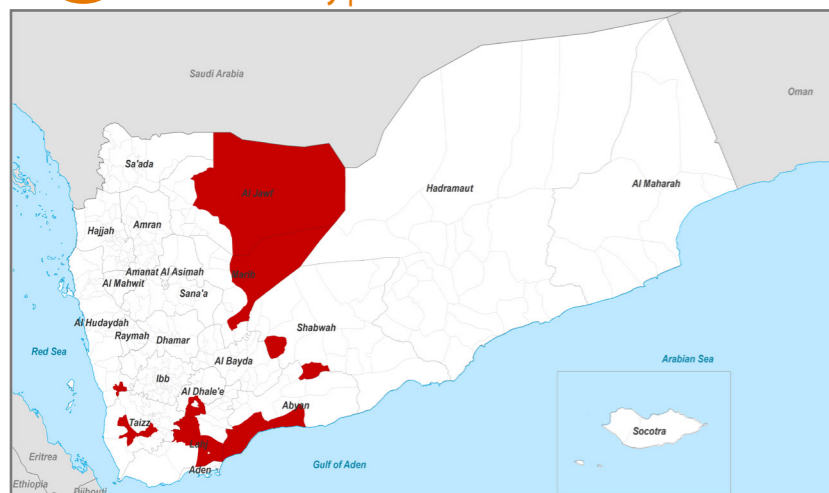 Saudi Arabia
Oman
Sa'ada
Al Jawf
Hadramaut
Al Maharah
Hajjah
Amran
Amanat Al Asimah
Marib
Al Mahwit
Sana'a
Al Hudaydah
Raymah
Dhamar
Shabwah
Red Sea
Al Bayda
Arabian Sea
Ibb
Al Dhale'e
Abyan
Taizz
Socotra
Lahj
Eritrea
Aden
Gulf of Aden
Ethiopia
Djibouti